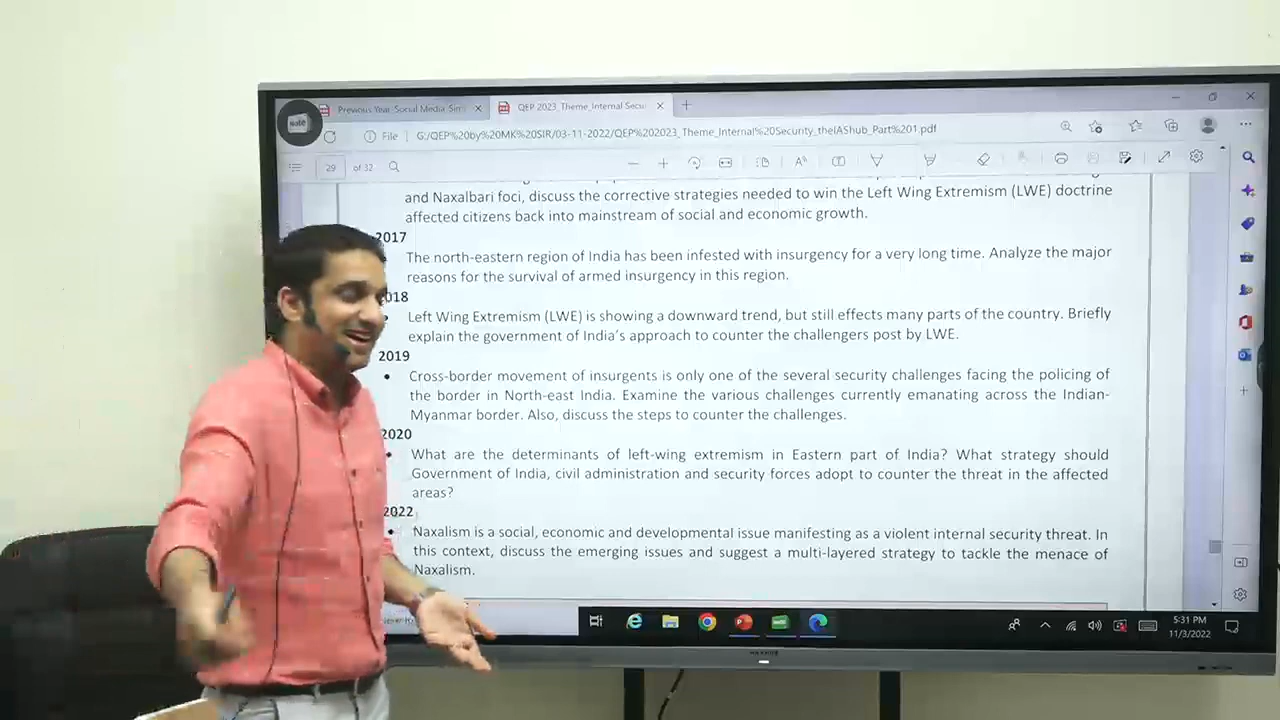 Previous Year-Social Media
QEP 2023_Theme_Internal Secu
File
G:/QEP%20by%20MK%20SIR/03-11-2022/QEP%202023_Theme_Internal%20Security_theIAShub_Part%201.pdf
29 of 32
and Naxalbari foci, discuss the corrective strategies needed to win the Left Wing Extremism (LWE) doctrine
affected citizens back into mainstream of social and economic growth.
2017
The north-eastern region of India has been infested with insurgency for a very long time. Analyze the major
reasons for the survival of armed insurgency in this region.
2018
Left Wing Extremism (LWE) is showing a downward trend, but still effects many parts of the country. Briefly
explain the government of India's approach to counter the challengers post by LWE.
2019
• Cross-border movement of insurgents is only one of the several security challenges facing the policing of
the border in North-east India. Examine the various challenges currently emanating across the Indian-
Myanmar border. Also, discuss the steps to counter the challenges.
2020
• What are the determinants of left-wing extremism in Eastern part of India? What strategy should
Government of India, civil administration and security forces adopt to counter the threat in the affected
areas?
2022
• Naxalism is a social, economic and developmental issue manifesting as a violent internal security threat. In
this context, discuss the emerging issues and suggest a multi-layered strategy to tackle the menace of
Naxalism.
5:31 PM
11/3/2022